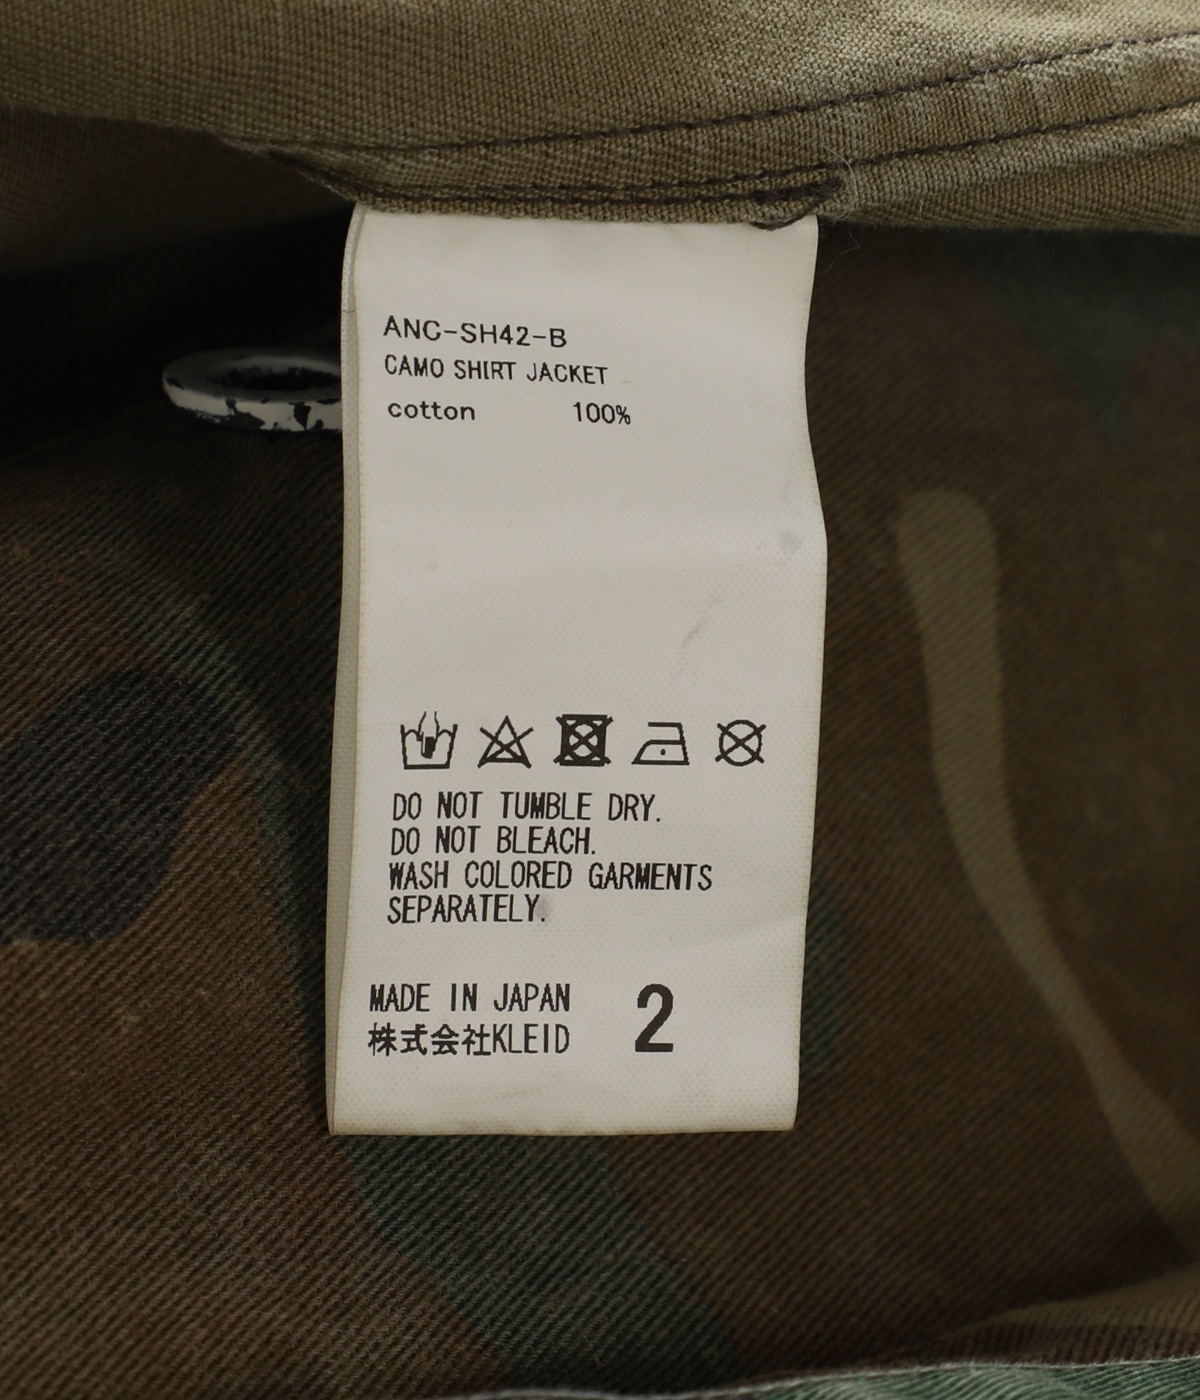 ANC-SH42-B
CAMO SHIRT JACKET
cotton 100%
DO NOT TUMBLE DRY.
DO NOT BLEACH.
WASH COLORED GARMENTS
SEPARATELY.
MADE IN JAPAN
株式会社KLEID
2